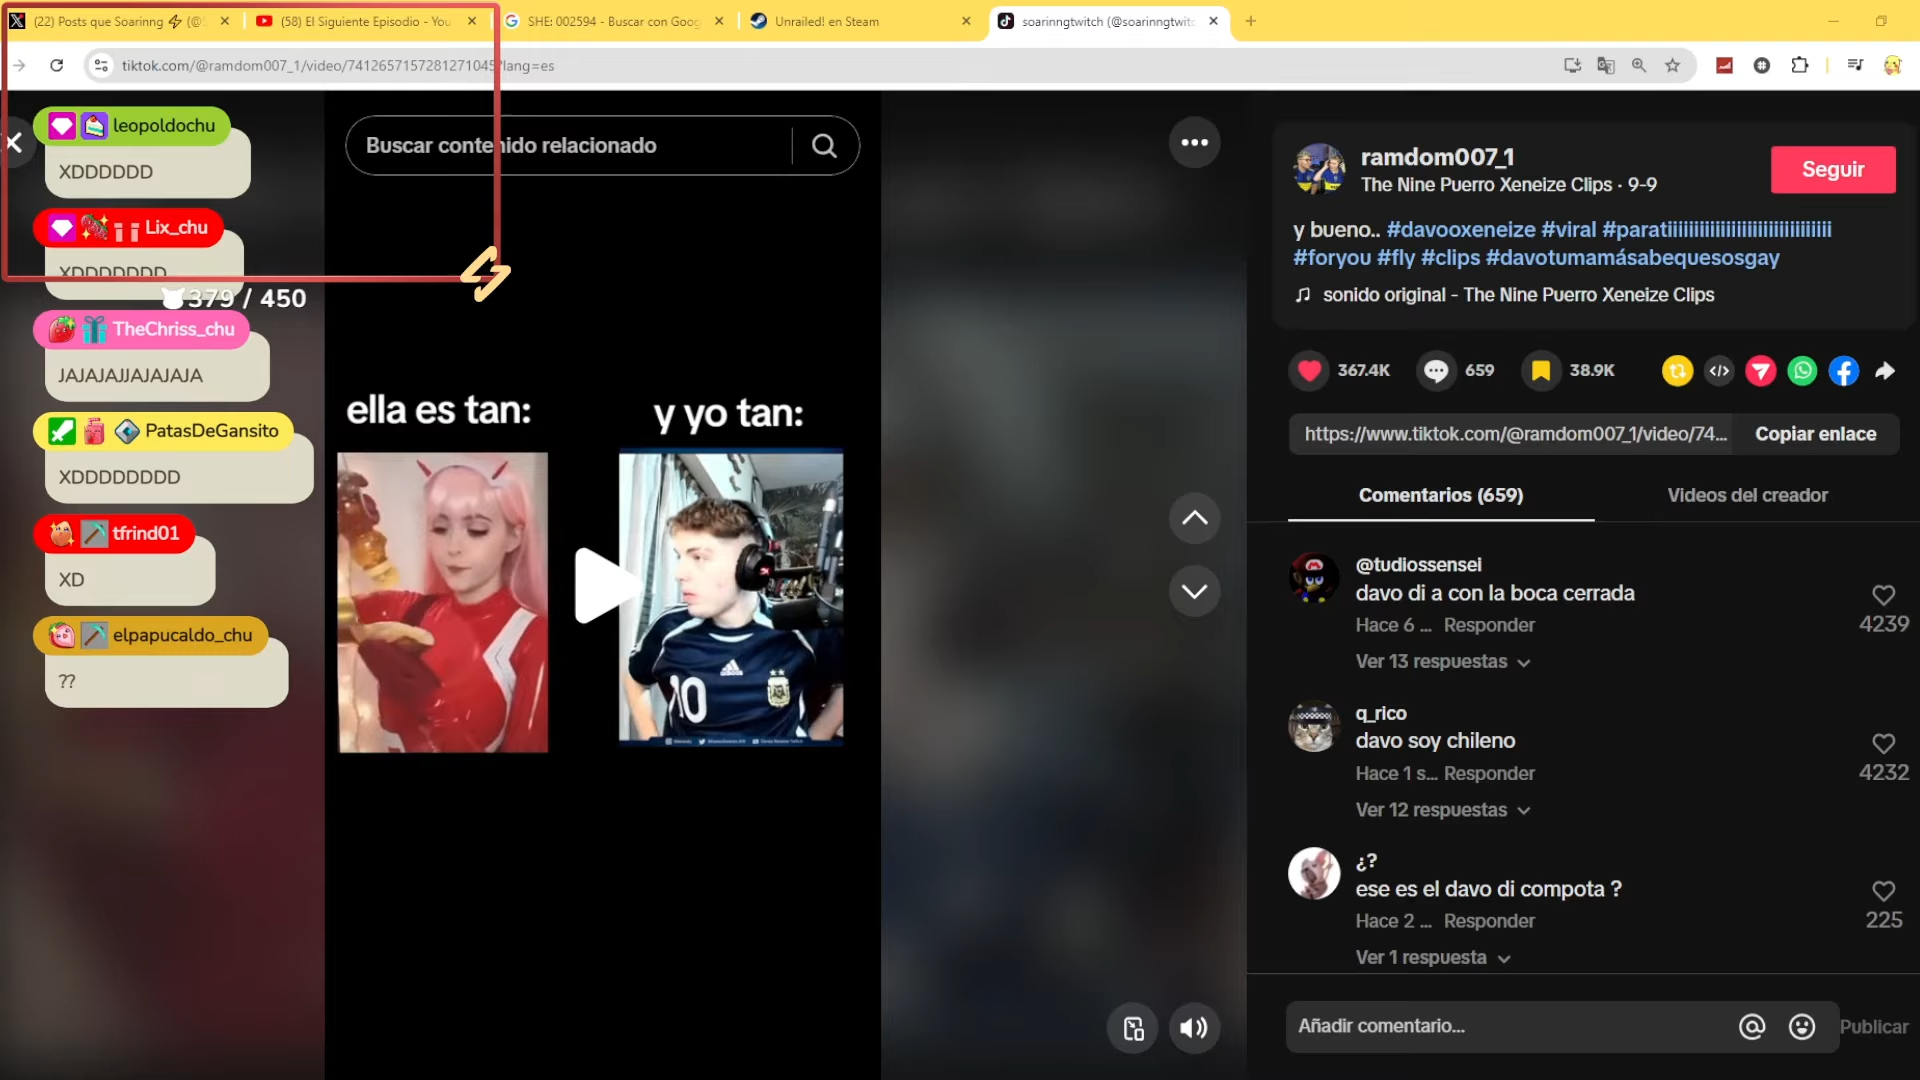 (22) Posts que Soarinng ⚡ (@S
(58) El Siguiente Episodio - You
SHE: 002594 - Buscar con Goog
Unrailed! en Steam
soarinngtwitch (@soarinngtwitc
tiktok.com/@ramdom007_1/video/7412657157281271045?lang=es
leopoldochu
XDDDDDD
Lix_chu
XDDDDDDD
379 / 450
TheChriss_chu
JAJAJAJJAJAJAJA
PatasDeGansito
XDDDDDDDD
tfrind01
XD
elpapucaldo_chu
??
Buscar contenido relacionado
ella es tan:
y yo tan:
10
AFA
ramdom007_1
The Nine Puerro Xeneize Clips · 9-9
Seguir
y bueno.. #davooxeneize #viral #paratiiiiiiiiiiiiiiiiiiiiiiiiiiiiii
#foryou #fly #clips #davotumamásabequesosgay
sonido original - The Nine Puerro Xeneize Clips
367.4K
659
38.9K
https://www.tiktok.com/@ramdom007_1/video/74...
Copiar enlace
Comentarios (659)
Videos del creador
@tudiossensei
davo di a con la boca cerrada
Hace 6 ... Responder
4239
Ver 13 respuestas
q_rico
davo soy chileno
Hace 1 s... Responder
4232
Ver 12 respuestas
¿?
ese es el davo di compota ?
Hace 2 ... Responder
225
Ver 1 respuesta
Añadir comentario...
Publicar